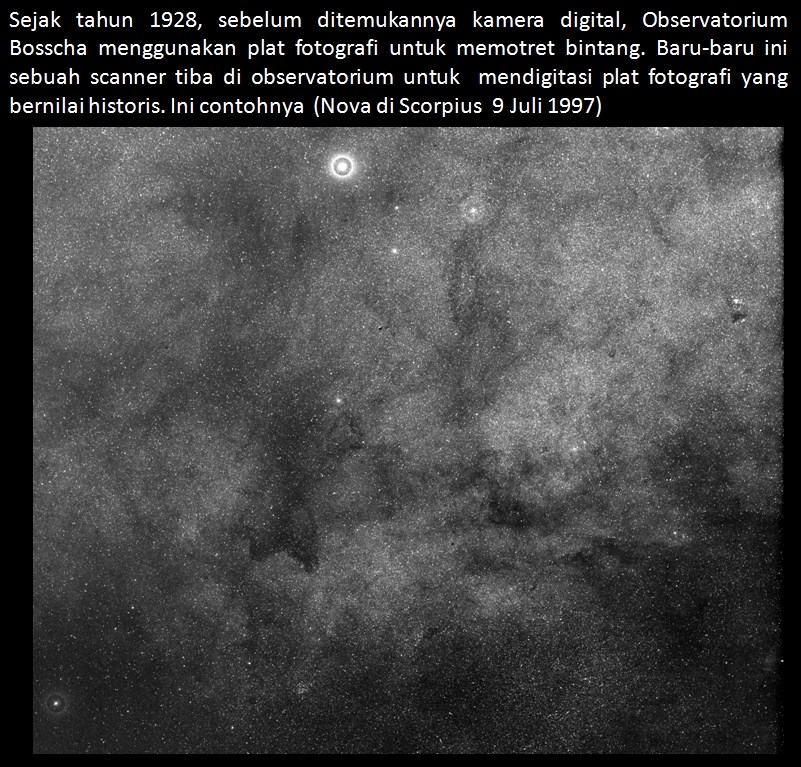 Sejak tahun 1928, sebelum ditemukannya kamera digital, Observatorium
Bosscha menggunakan plat fotografi untuk memotret bintang. Baru-baru ini
sebuah scanner tiba di observatorium untuk mendigitasi plat fotografi yang
bernilai historis. Ini contohnya (Nova di Scorpius 9 Juli 1997)